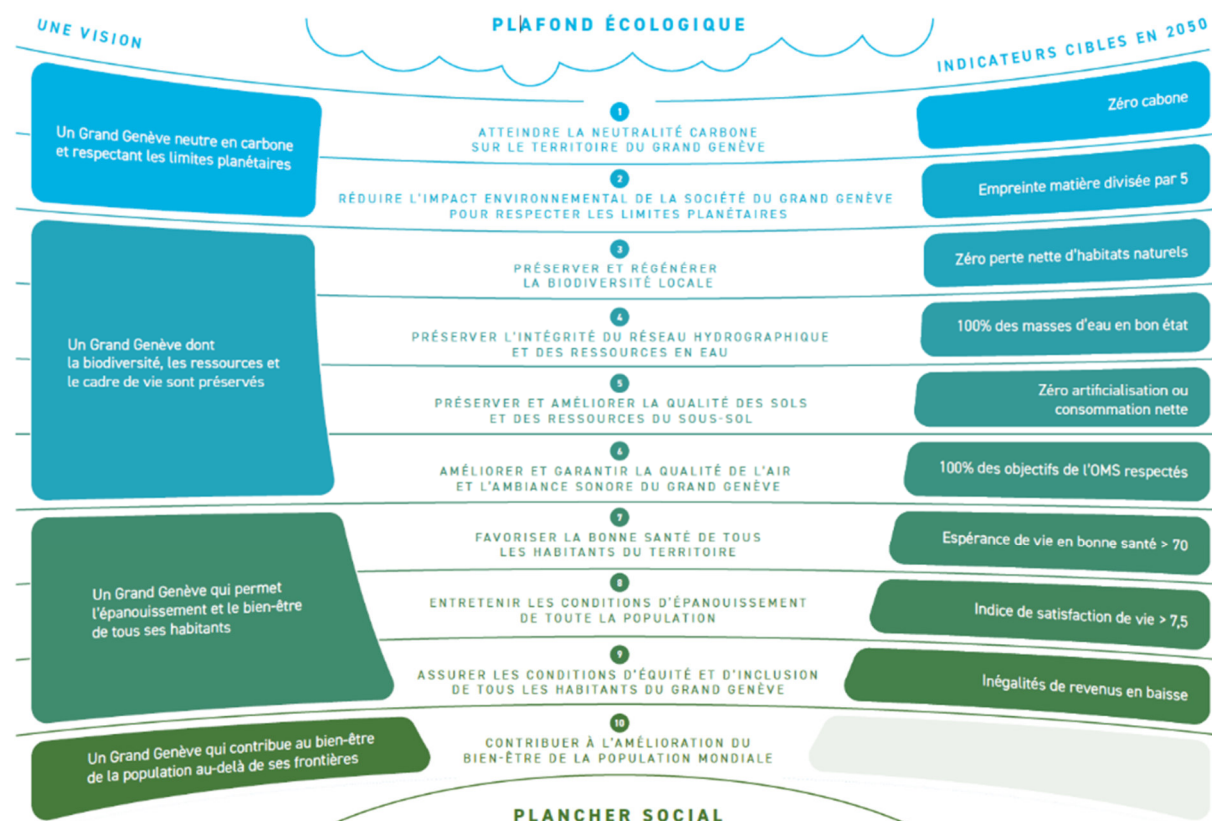 PLAFOND ÉCOLOGIQUE
UNE VISION
INDICATEURS CIBLES EN 2050
Un Grand Genève neutre en carbone
et respectant les limites planétaires
1
ATTEINDRE LA NEUTRALITÉ CARBONE
SUR LE TERRITOIRE DU GRAND GENÈVE
Zéro cabone
2
RÉDUIRE L'IMPACT ENVIRONNEMENTAL DE LA SOCIÉTÉ DU GRAND GENÈVE
POUR RESPECTER LES LIMITES PLANÉTAIRES
Empreinte matière divisée par 5
Un Grand Genève dont
la biodiversité, les ressources et
le cadre de vie sont préservés
3
PRÉSERVER ET RÉGÉNÉRER
LA BIODIVERSITÉ LOCALE
Zéro perte nette d'habitats naturels
4
PRÉSERVER L'INTÉGRITÉ DU RÉSEAU HYDROGRAPHIQUE
ET DES RESSOURCES EN EAU
100% des masses d'eau en bon état
5
PRÉSERVER ET AMÉLIORER LA QUALITÉ DES SOLS
ET DES RESSOURCES DU SOUS-SOL
Zéro artificialisation ou
consommation nette
6
AMÉLIORER ET GARANTIR LA QUALITÉ DE L'AIR
ET L'AMBIANCE SONORE DU GRAND GENÈVE
100% des objectifs de l'OMS respectés
Un Grand Genève qui permet
l'épanouissement et le bien-être
de tous ses habitants
7
FAVORISER LA BONNE SANTÉ DE TOUS
LES HABITANTS DU TERRITOIRE
Espérance de vie en bonne santé > 70
8
ENTRETENIR LES CONDITIONS D'ÉPANOUISSEMENT
DE TOUTE LA POPULATION
Indice de satisfaction de vie > 7,5
9
ASSURER LES CONDITIONS D'ÉQUITÉ ET D'INCLUSION
DE TOUS LES HABITANTS DU GRAND GENÈVE
Inégalités de revenus en baisse
Un Grand Genève qui contribue au bien-être
de la population au-delà de ses frontières
10
CONTRIBUER À L'AMÉLIORATION DU
BIEN-ÊTRE DE LA POPULATION MONDIALE
PLANCHER SOCIAL